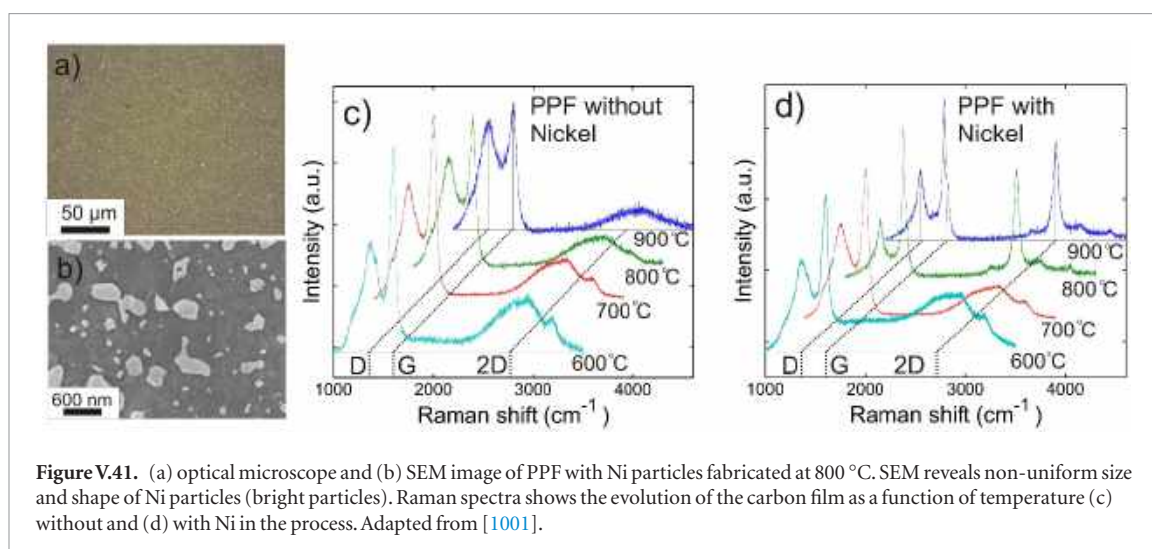 a)
50 µm
b)
600 nm
c)
PPF without
Nickel
Intensity (a.u.)
900°C
800°C
700°C
600°C
D
G
2D
1000
2000
3000
4000
Raman shift (cm-1)
d)
PPF with
Nickel
Intensity (a.u.)
900°C
800°C
700°C
600°C
D
G
2D
1000
2000
3000
4000
Raman shift (cm-1)
Figure V.41. (a) optical microscope and (b) SEM image of PPF with Ni particles fabricated at 800 °C. SEM reveals non-uniform size
and shape of Ni particles (bright particles). Raman spectra shows the evolution of the carbon film as a function of temperature (c)
without and (d) with Ni in the process. Adapted from [1001].